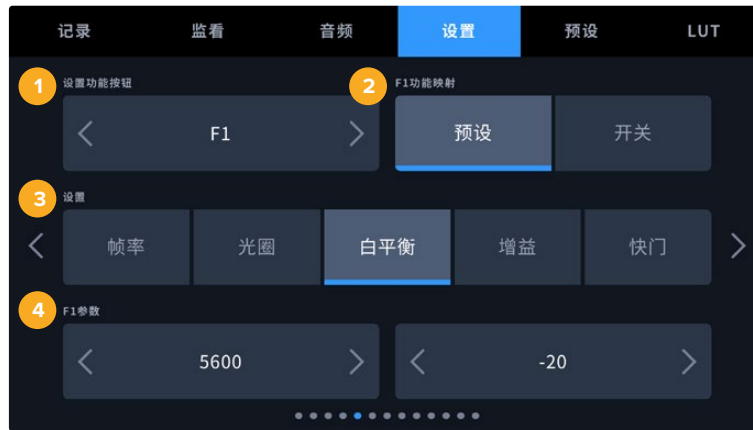 记录 监看 音频 设置 预设 LUT
1 设置功能按钮 2 F1功能映射
F1 预设 开关
3 设置
帧率 光圈 白平衡 增益 快门
4 F1参数
5600 -20